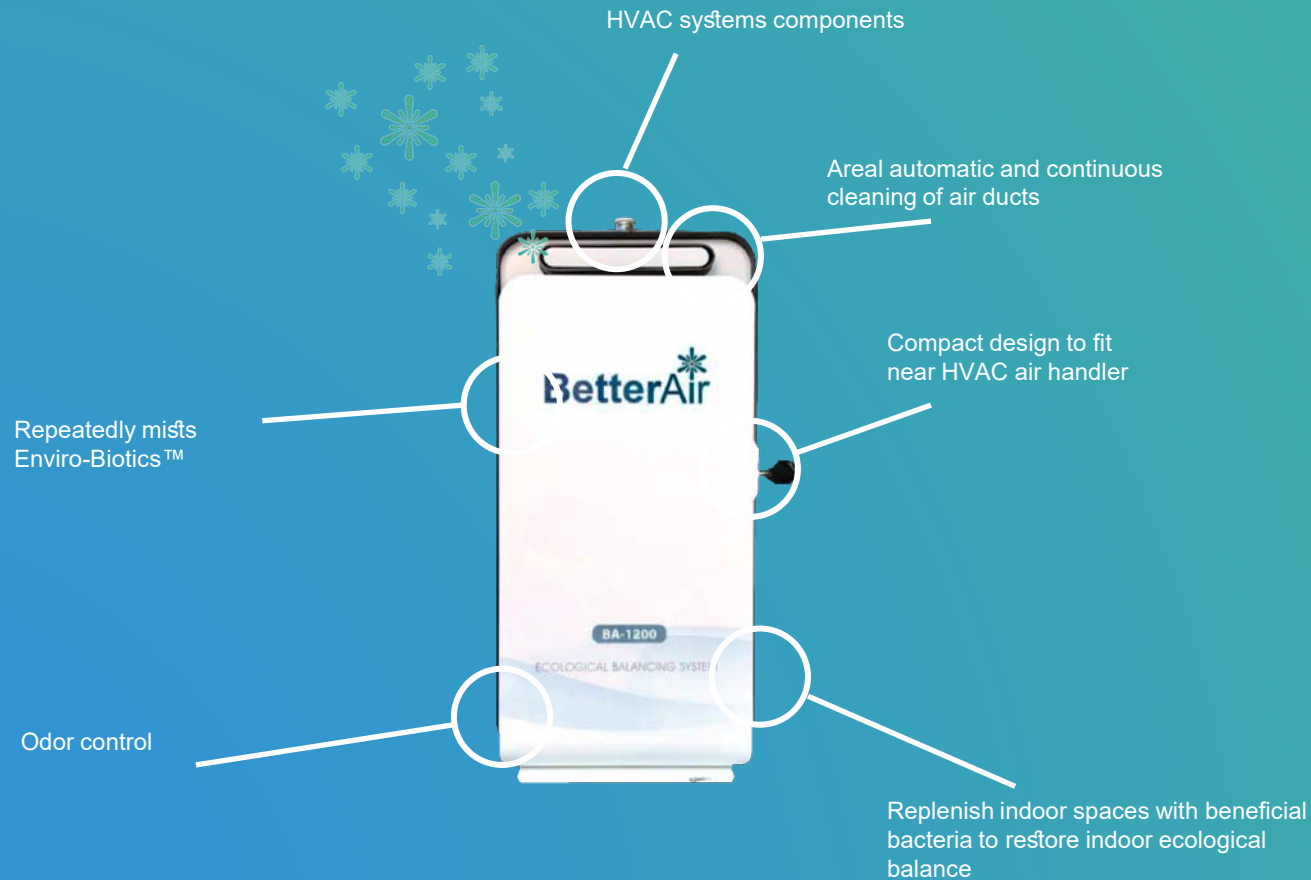 HVAC systems components
Areal automatic and continuous
cleaning of air ducts
Compact design to fit
near HVAC air handler
BetterAir
Repeatedly mists
Enviro-Biotics™
BA-1200
ECOLOGICAL BALANCING SYSTEM
Odor control
Replenish indoor spaces with beneficial
bacteria to restore indoor ecological
balance